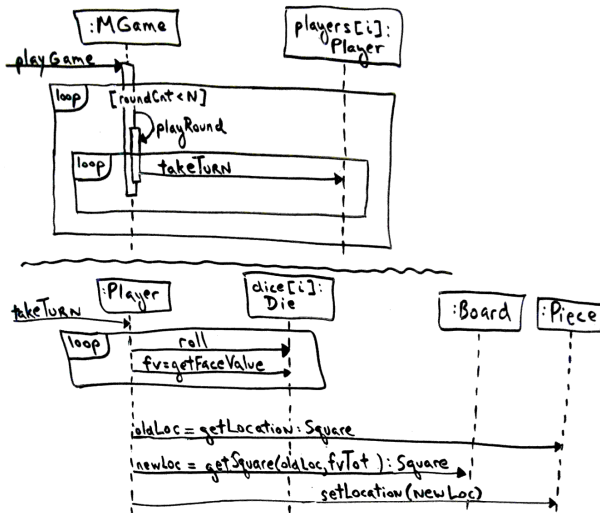 :MGame
players[i]:
Player
playGame
loop
[roundCnt<N]
playRound
loop
takeTURN
:Player
dice[i]:
Die
:Board
:Piece
takeTURN
loop
roll
fv=getFaceValue
oldLoc = getLocation: Square
newLoc = getSquare(oldLoc, fvTot) : Square
setLocation(newLoc)